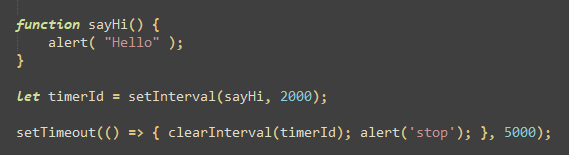 function sayHi() {
    alert( "Hello" );
}
let timerId = setInterval(sayHi, 2000);
setTimeout(() => { clearInterval(timerId); alert('stop'); }, 5000);